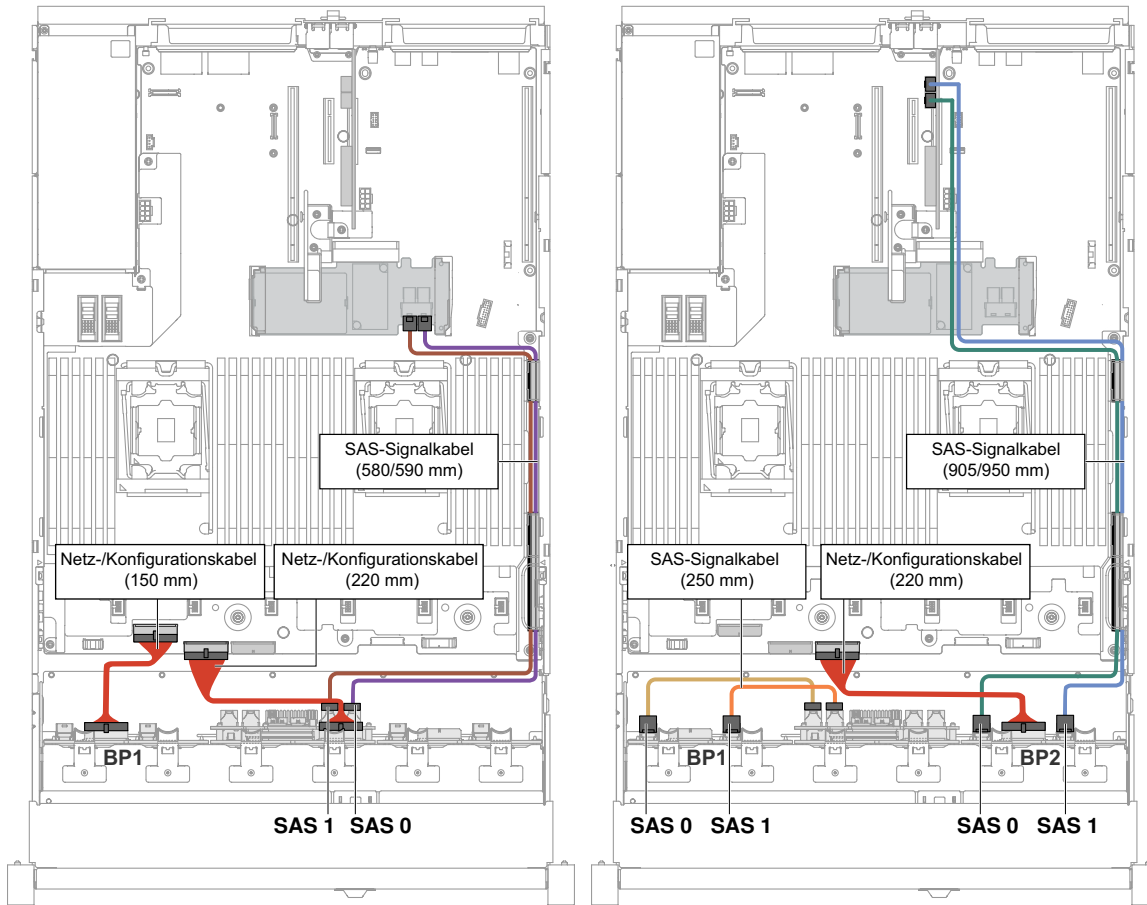 SAS-Signalkabel
(580/590 mm)
Netz-/Konfigurationskabel
(150 mm)
Netz-/Konfigurationskabel
(220 mm)
BP1
SAS 1
SAS 0
SAS-Signalkabel
(905/950 mm)
SAS-Signalkabel
(250 mm)
Netz-/Konfigurationskabel
(220 mm)
BP1
BP2
SAS 0
SAS 1
SAS 0
SAS 1